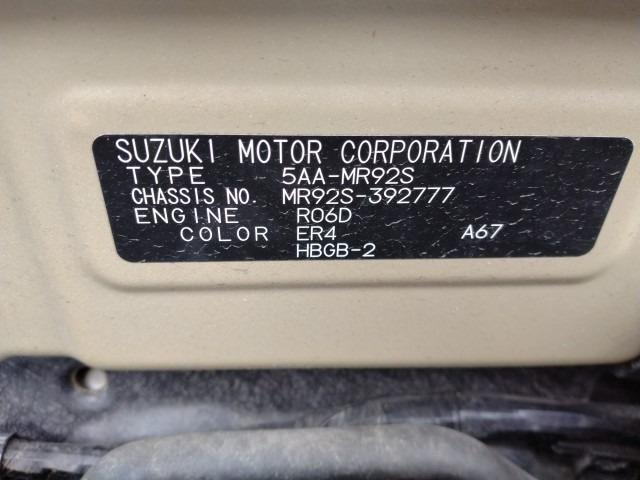 SUZUKI MOTOR CORPORATION
TYPE 5AA-MR92S
CHASSIS NO. MR92S-392777
ENGINE R06D
COLOR ER4 A67
HBGB-2